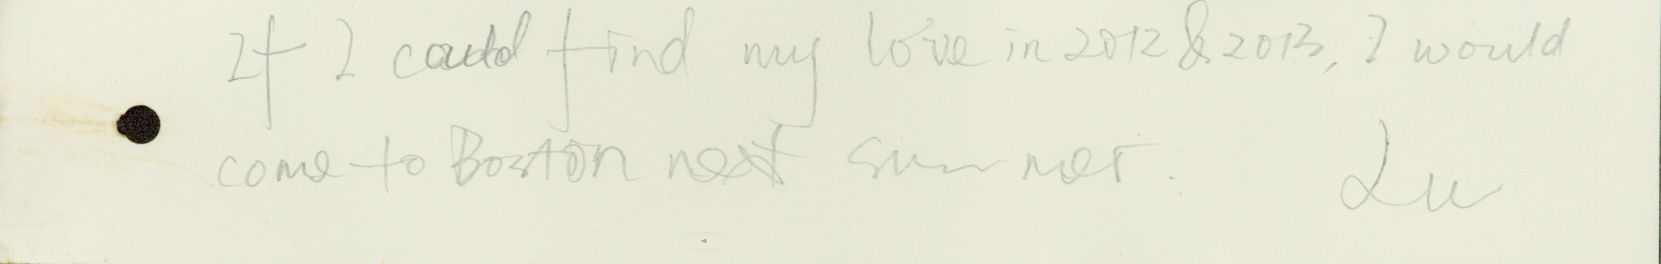 If I could find my love in 2012 & 2013, I would
come to Boston next summer. Lu